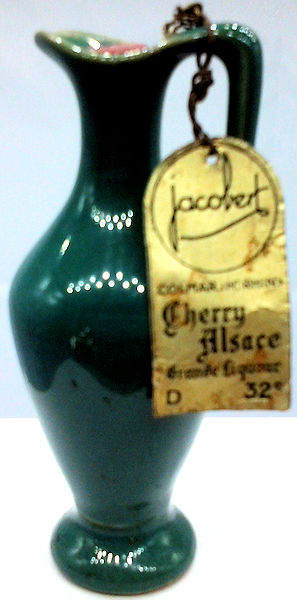 jacobert
COLMAR (HT RHIN)
Cherry
Alsace
Grande Liqueur
D 32°